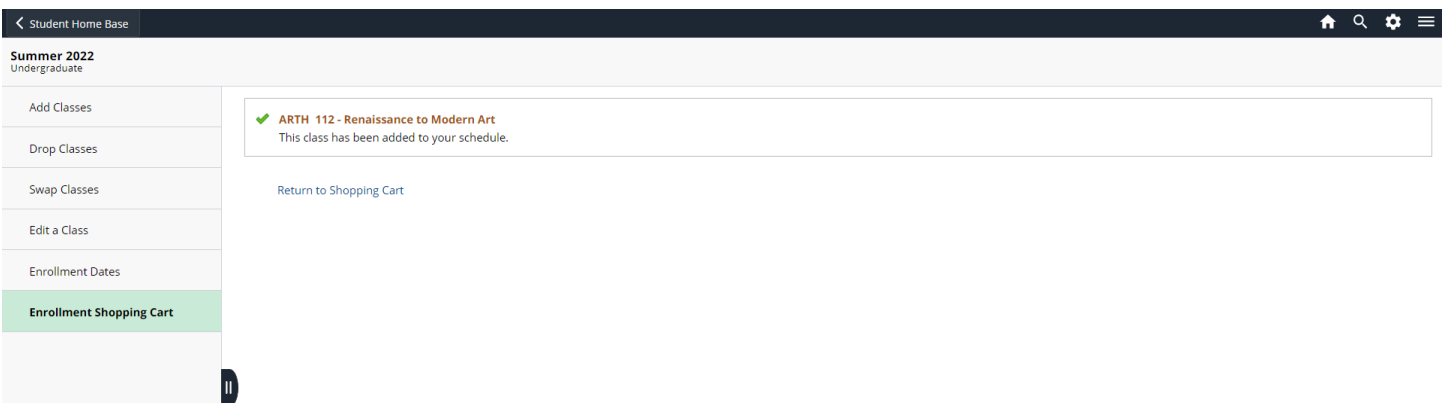 Student Home Base
Summer 2022
Undergraduate
Add Classes
Drop Classes
Swap Classes
Edit a Class
Enrollment Dates
Enrollment Shopping Cart
ARTH 112 - Renaissance to Modern Art
This class has been added to your schedule.
Return to Shopping Cart